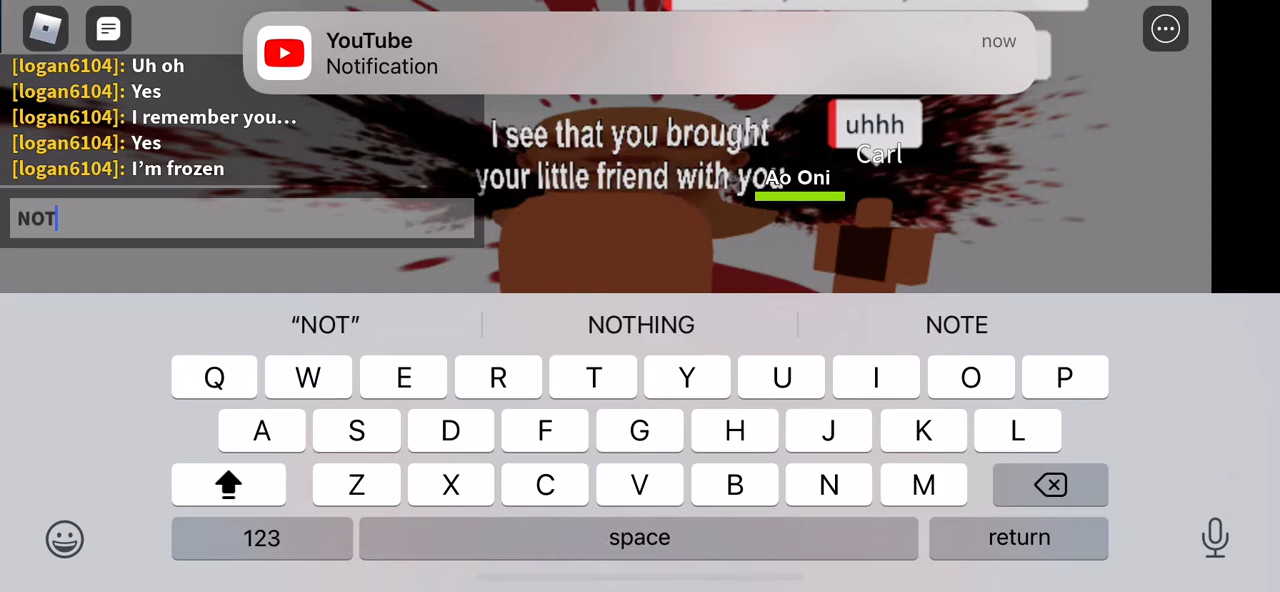 YouTube
Notification
now
[logan6104]: Uh oh
[logan6104]: Yes
[logan6104]: I remember you...
[logan6104]: Yes
[logan6104]: I'm frozen
NOT
I see that you brought
your little friend with you
uhhh
Carl
Ao Oni
“NOT” NOTHING NOTE
Q W E R T Y U I O P
A S D F G H J K L
Z X C V B N M
123 space return